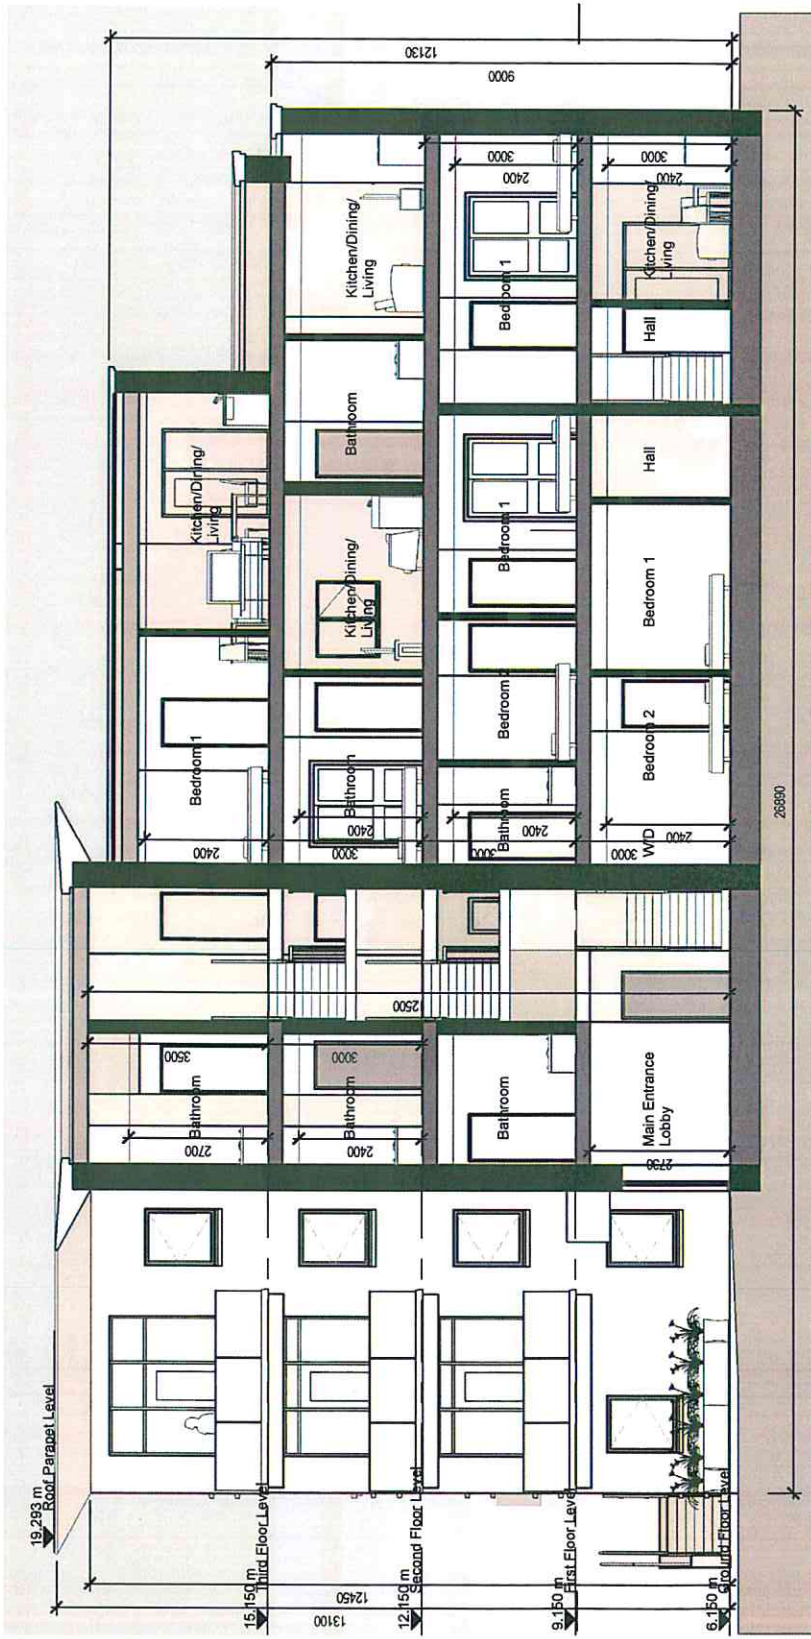 19.293 m
Roof Parapet Level
15.150 m
Third Floor Level
12.150 m
Second Floor Level
9.150 m
First Floor Level
6.150 m
Ground Floor Level
13100
12450
12130
9000
26890
Bathroom
2700
3500
Bedroom 1
2400
Kitchen/Dining/
Living
Bathroom
2400
3000
12500
Bathroom
3000
2400
Kitchen/Dining/
Living
Bathroom
Kitchen/Dining/
Living
Bathroom
Bathroom
3000
2400
Bedroom 2
Bedroom 1
Bedroom 1
2400
3000
Main Entrance
Lobby
2730
W/D
3000
2400
Bedroom 2
Bedroom 1
Hall
Hall
Kitchen/Dining/
Living
2400
3000